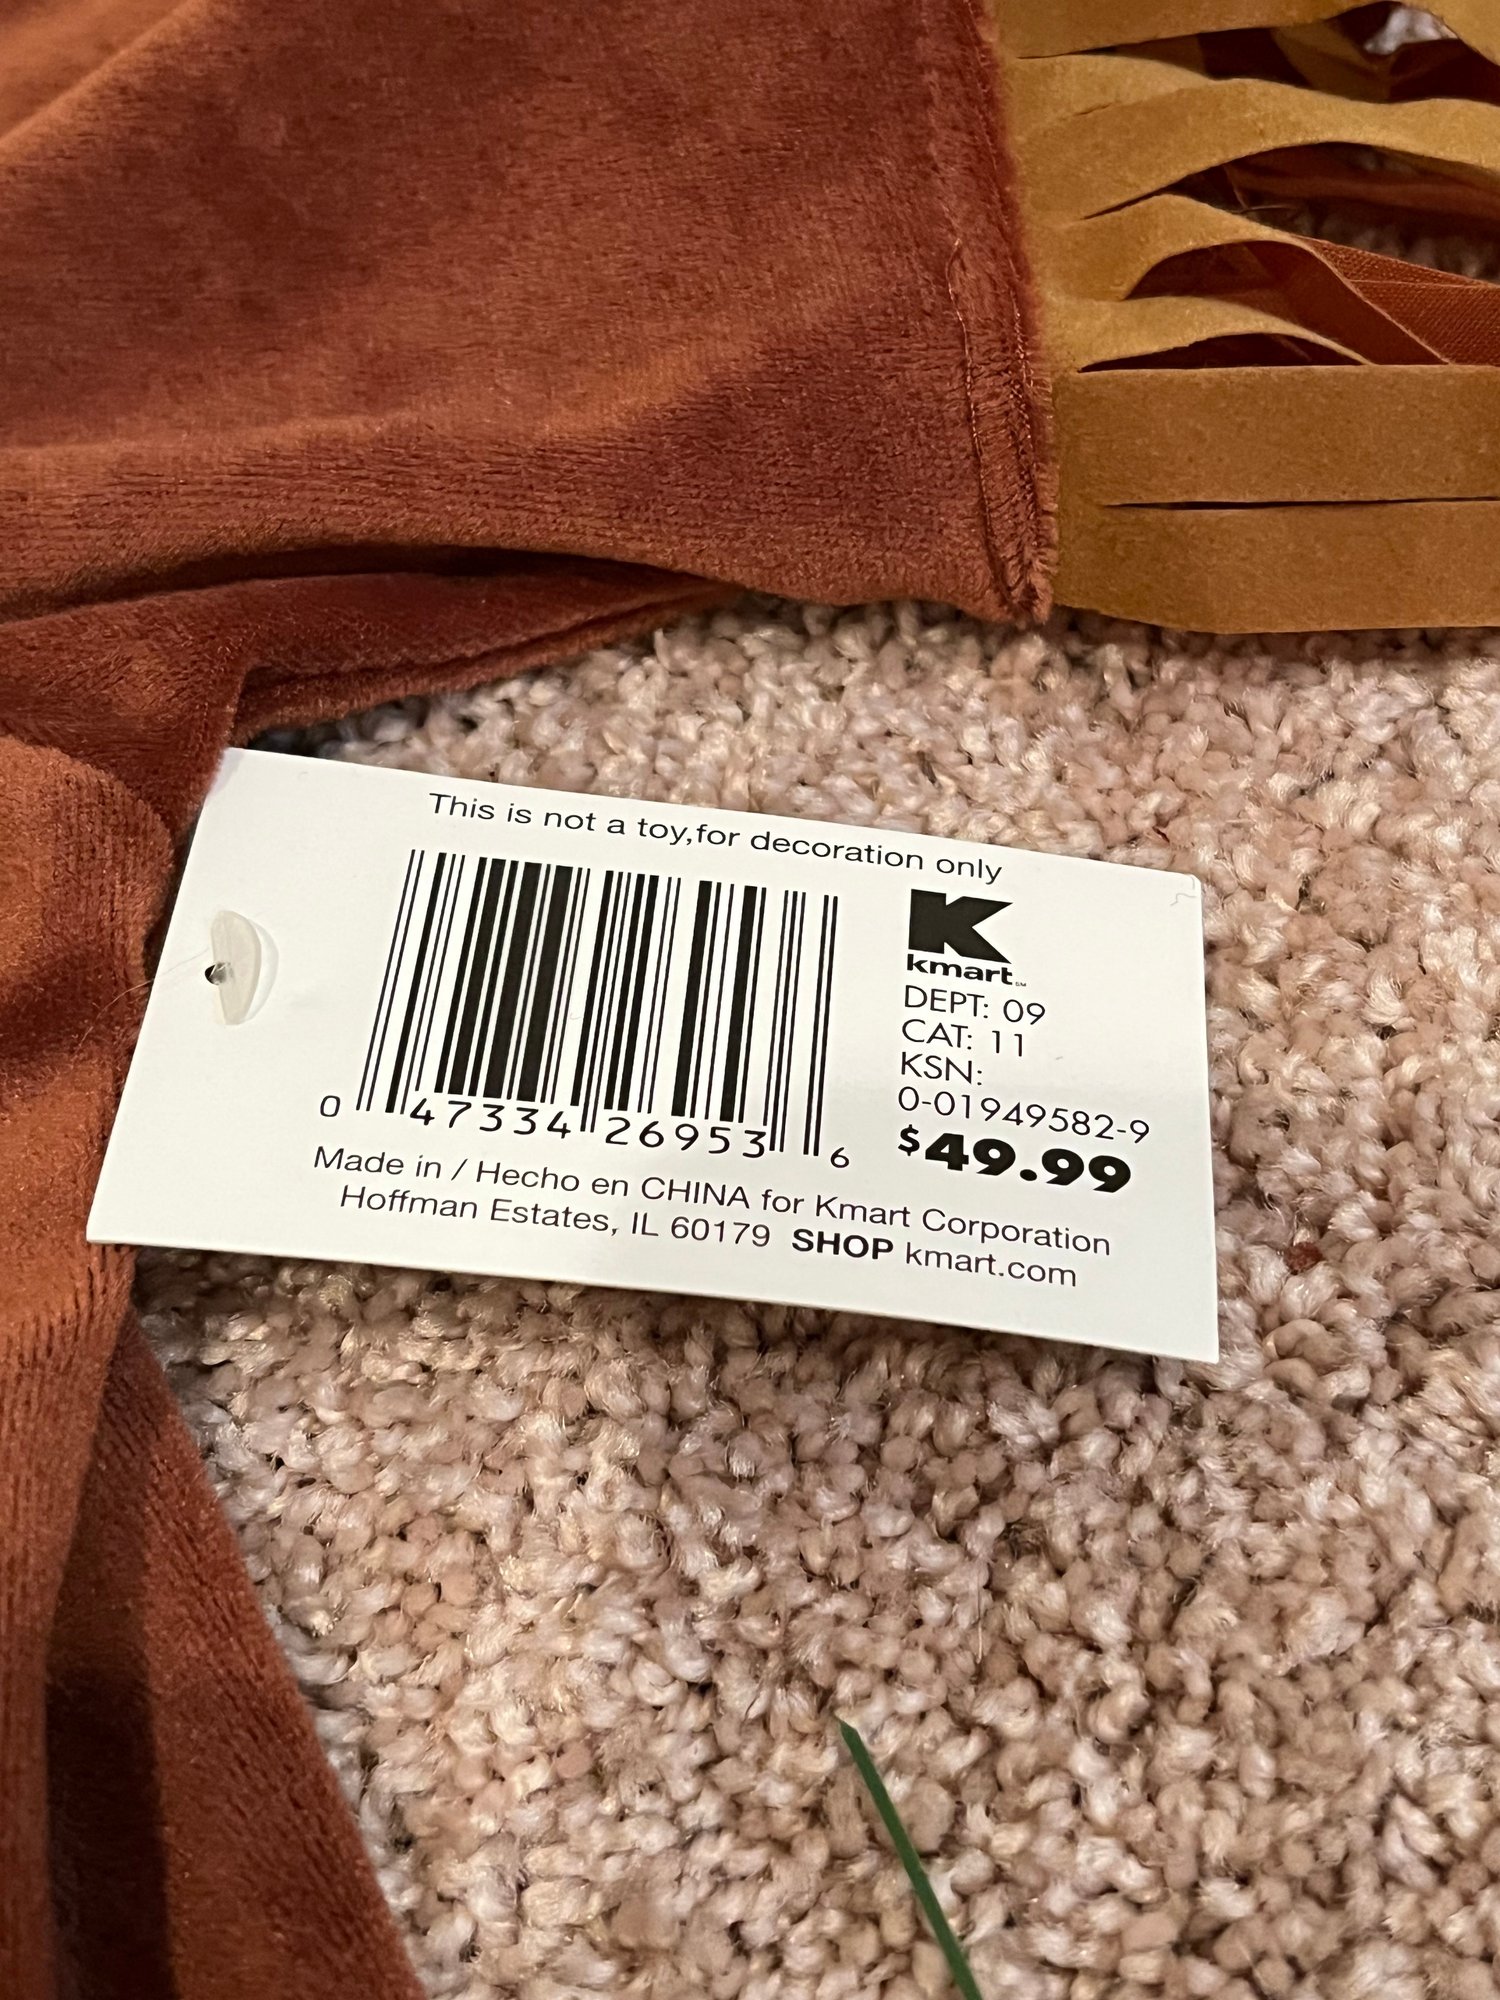 This is not a toy,for decoration only
K
kmart℠
DEPT: 09
CAT: 11
KSN:
0-01949582-9
$49.99
0 47334 26953 6
Made in / Hecho en CHINA for Kmart Corporation
Hoffman Estates, IL 60179 SHOP kmart.com